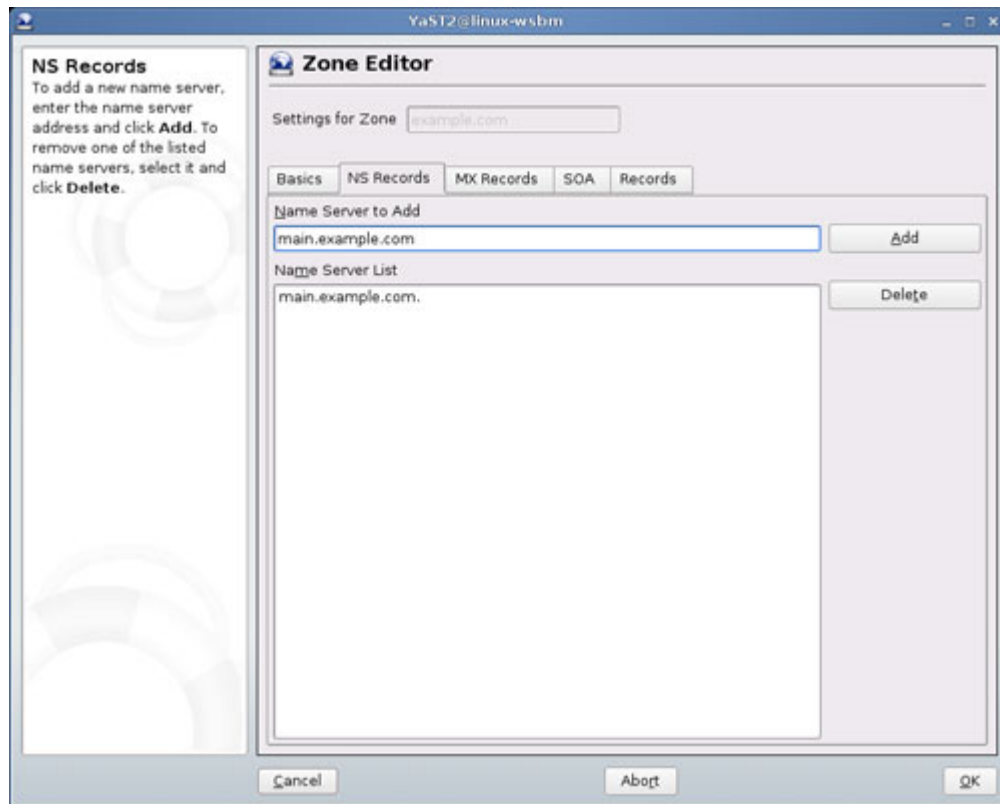 YaST2@linux-wsbm
NS Records
To add a new name server,
enter the name server
address and click Add. To
remove one of the listed
name servers, select it and
click Delete.
Zone Editor
Settings for Zone example.com
Basics NS Records MX Records SOA Records
Name Server to Add
main.example.com Add
Name Server List
main.example.com. Delete
Cancel Abort OK